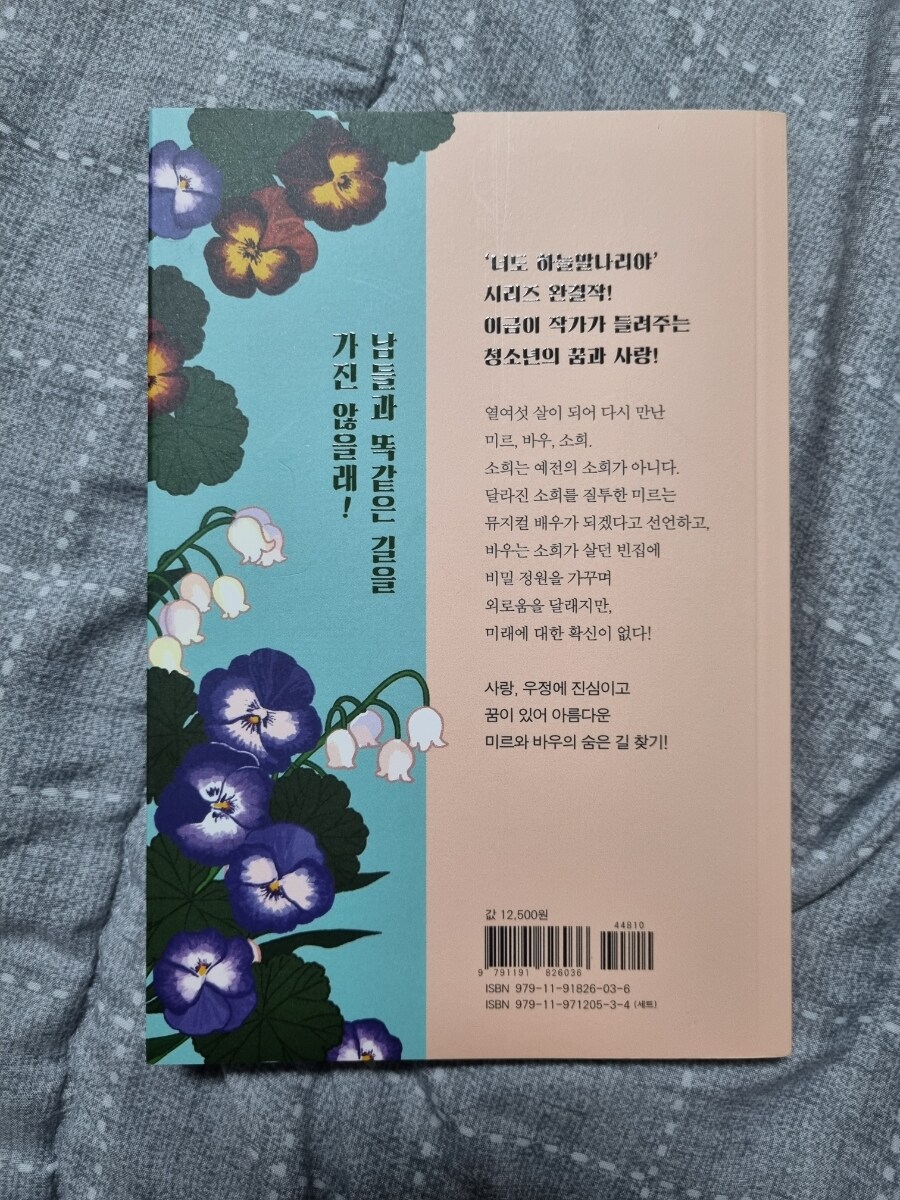 남들과 똑같은 길을
가진 않을래!
‘너도 하늘말나리야’
시리즈 완결작!
이금이 작가가 들려주는
청소년의 꿈과 사랑!
열여섯 살이 되어 다시 만난
미르, 바우, 소희.
소희는 예전의 소희가 아니다.
달라진 소희를 질투한 미르는
뮤지컬 배우가 되겠다고 선언하고,
바우는 소희가 살던 빈집에
비밀 정원을 가꾸며
외로움을 달래지만,
미래에 대한 확신이 없다!
사랑, 우정에 진심이고
꿈이 있어 아름다운
미르와 바우의 숨은 길 찾기!
값 12,500원
44810
9 791191 826036
ISBN 979-11-91826-03-6
ISBN 979-11-971205-3-4 (세트)